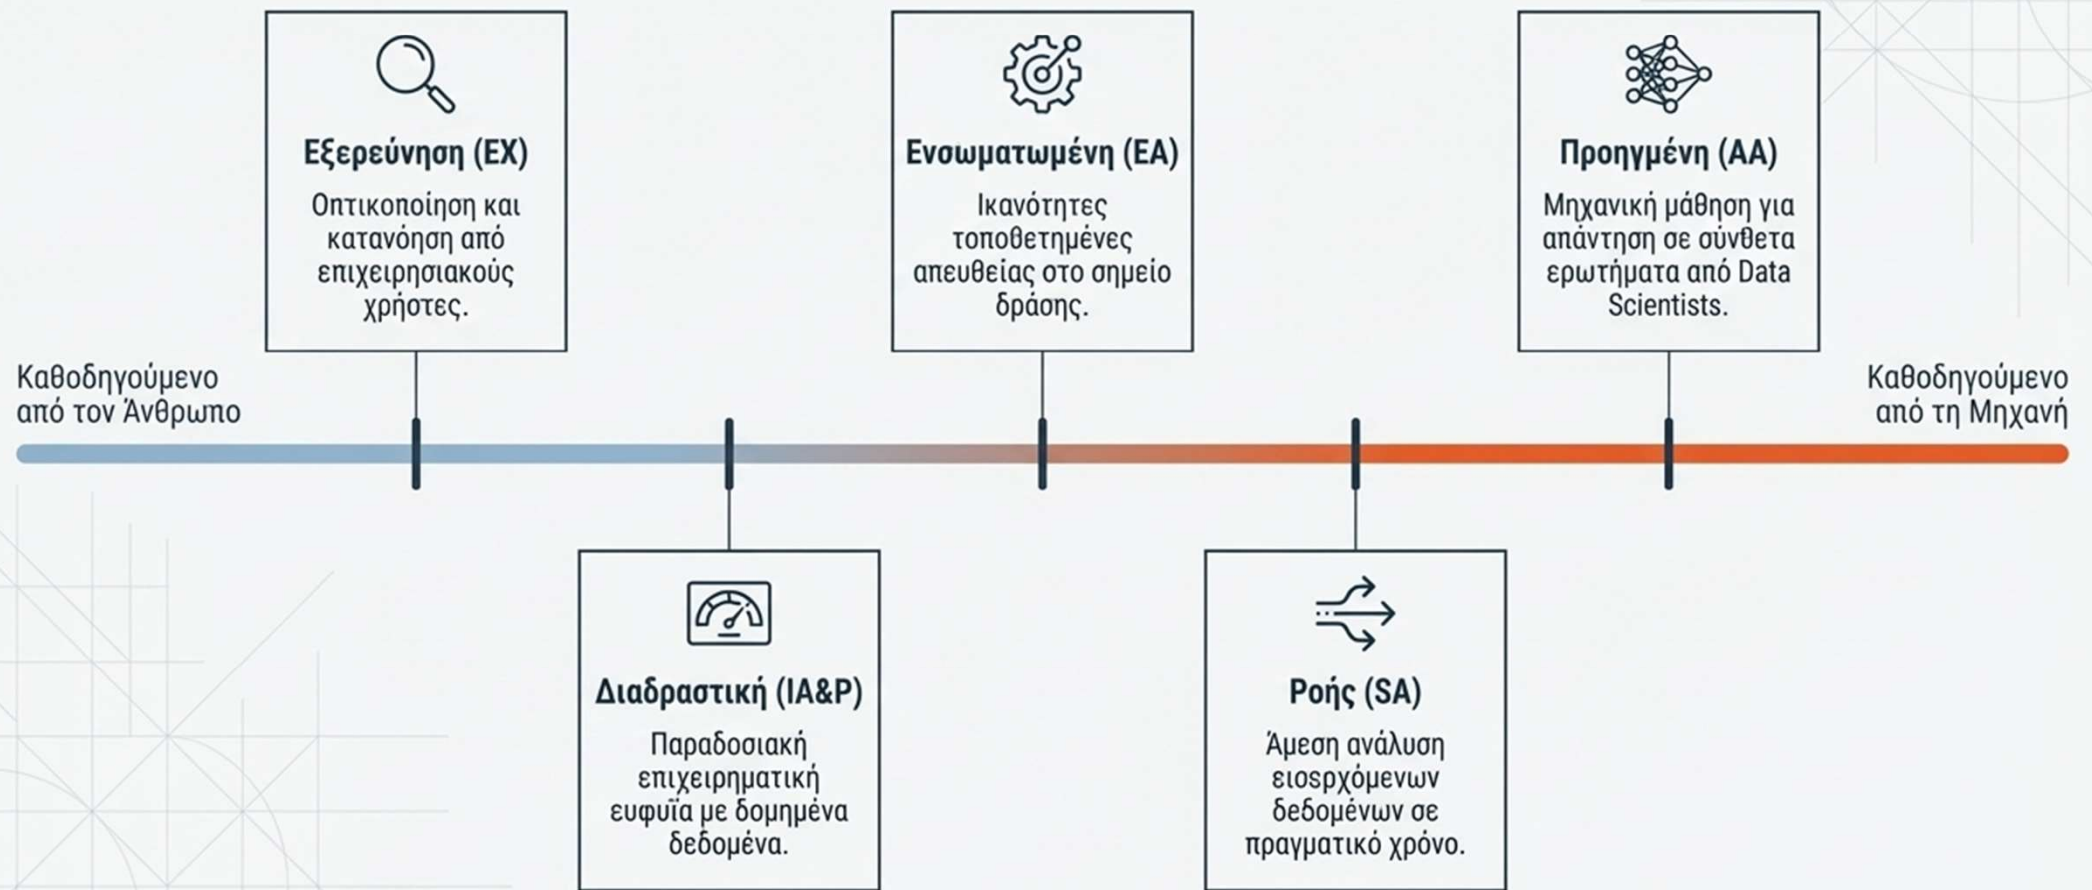 Εξερεύνηση (EX)
Οπτικοποίηση και
κατανόηση από
επιχειρησιακούς
χρήστες.
Ενσωματωμένη (EA)
Ικανότητες
τοποθετημένες
απευθείας στο σημείο
δράσης.
Προηγμένη (AA)
Μηχανική μάθηση για
απάντηση σε σύνθετα
ερωτήματα από Data
Scientists.
Καθοδηγούμενο
από τον Άνθρωπο
Καθοδηγούμενο
από τη Μηχανή
Διαδραστική (IA&P)
Παραδοσιακή
επιχειρηματική
ευφυΐα με δομημένα
δεδομένα.
Ροής (SA)
Άμεση ανάλυση
ειοsρχόμενων
δεδομένων σε
πραγματικό χρόνο.